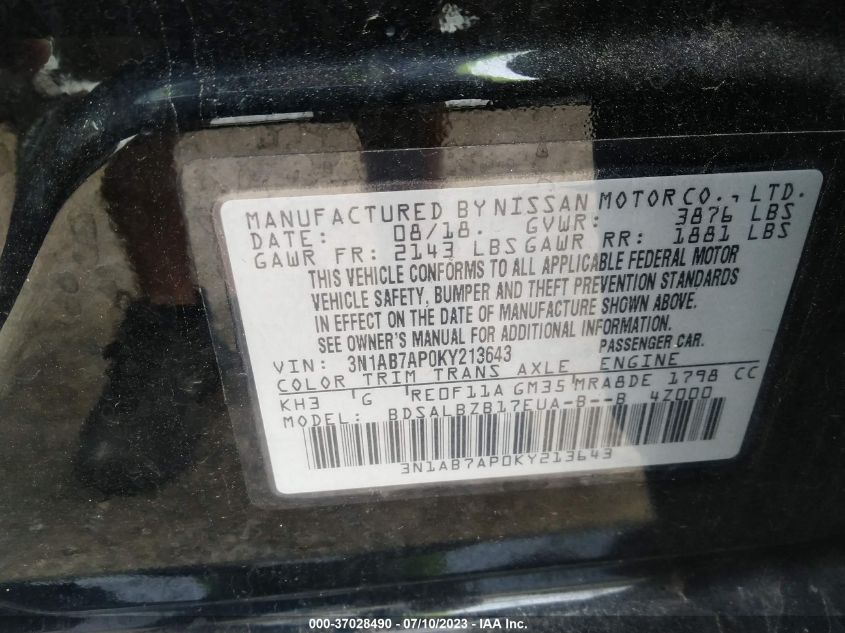 MANUFACTURED BY NISSAN MOTOR CO., LTD.
DATE: 08/18. GVWR: 3876 LBS
GAWR FR: 2143 LBS GAWR RR: 1881 LBS
THIS VEHICLE CONFORMS TO ALL APPLICABLE FEDERAL MOTOR
VEHICLE SAFETY, BUMPER AND THEFT PREVENTION STANDARDS
IN EFFECT ON THE DATE OF MANUFACTURE SHOWN ABOVE.
SEE OWNER'S MANUAL FOR ADDITIONAL INFORMATION.
VIN: 3N1AB7AP0KY213643 PASSENGER CAR.
COLOR TRIM TRANS AXLE ENGINE
KH3 G RE0F11A GM35 MRA8DE 1798 CC
MODEL: BDSALBZB17EUA-B--B 4Z000
3N1AB7AP0KY213643
000-37028490 - 07/10/2023 - IAA Inc.